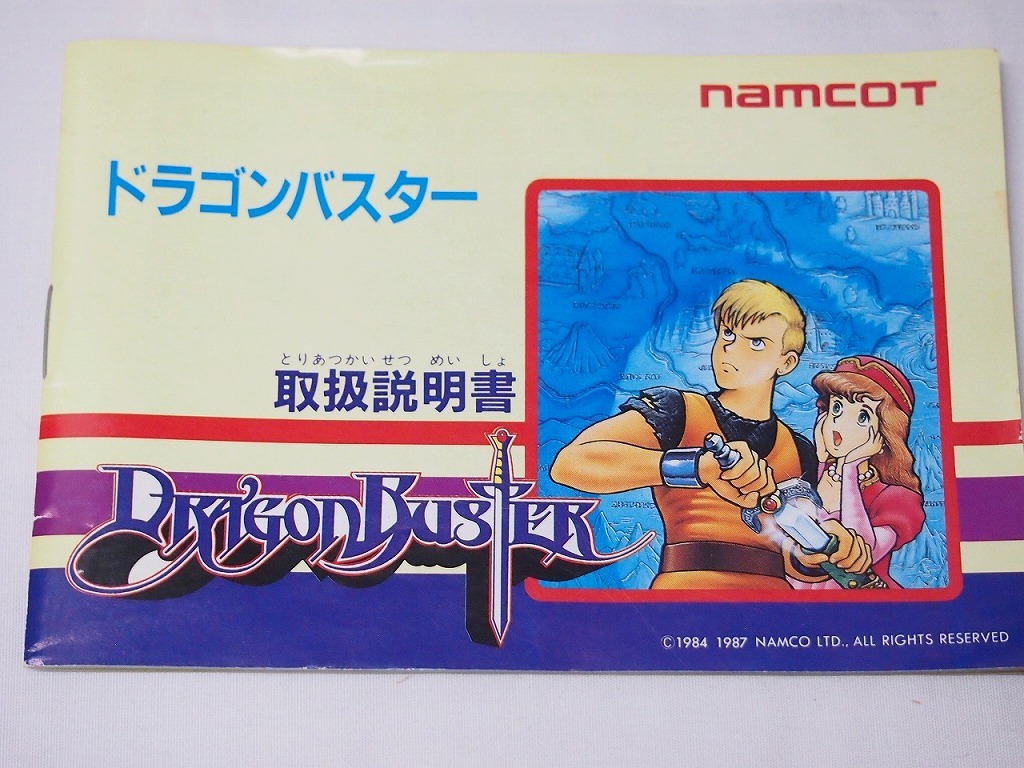 namcoT
ドラゴンバスター
とりあつかいせつ めい しょ
取扱説明書
DRAGON BUSTER
©1984 1987 NAMCO LTD., ALL RIGHTS RESERVED